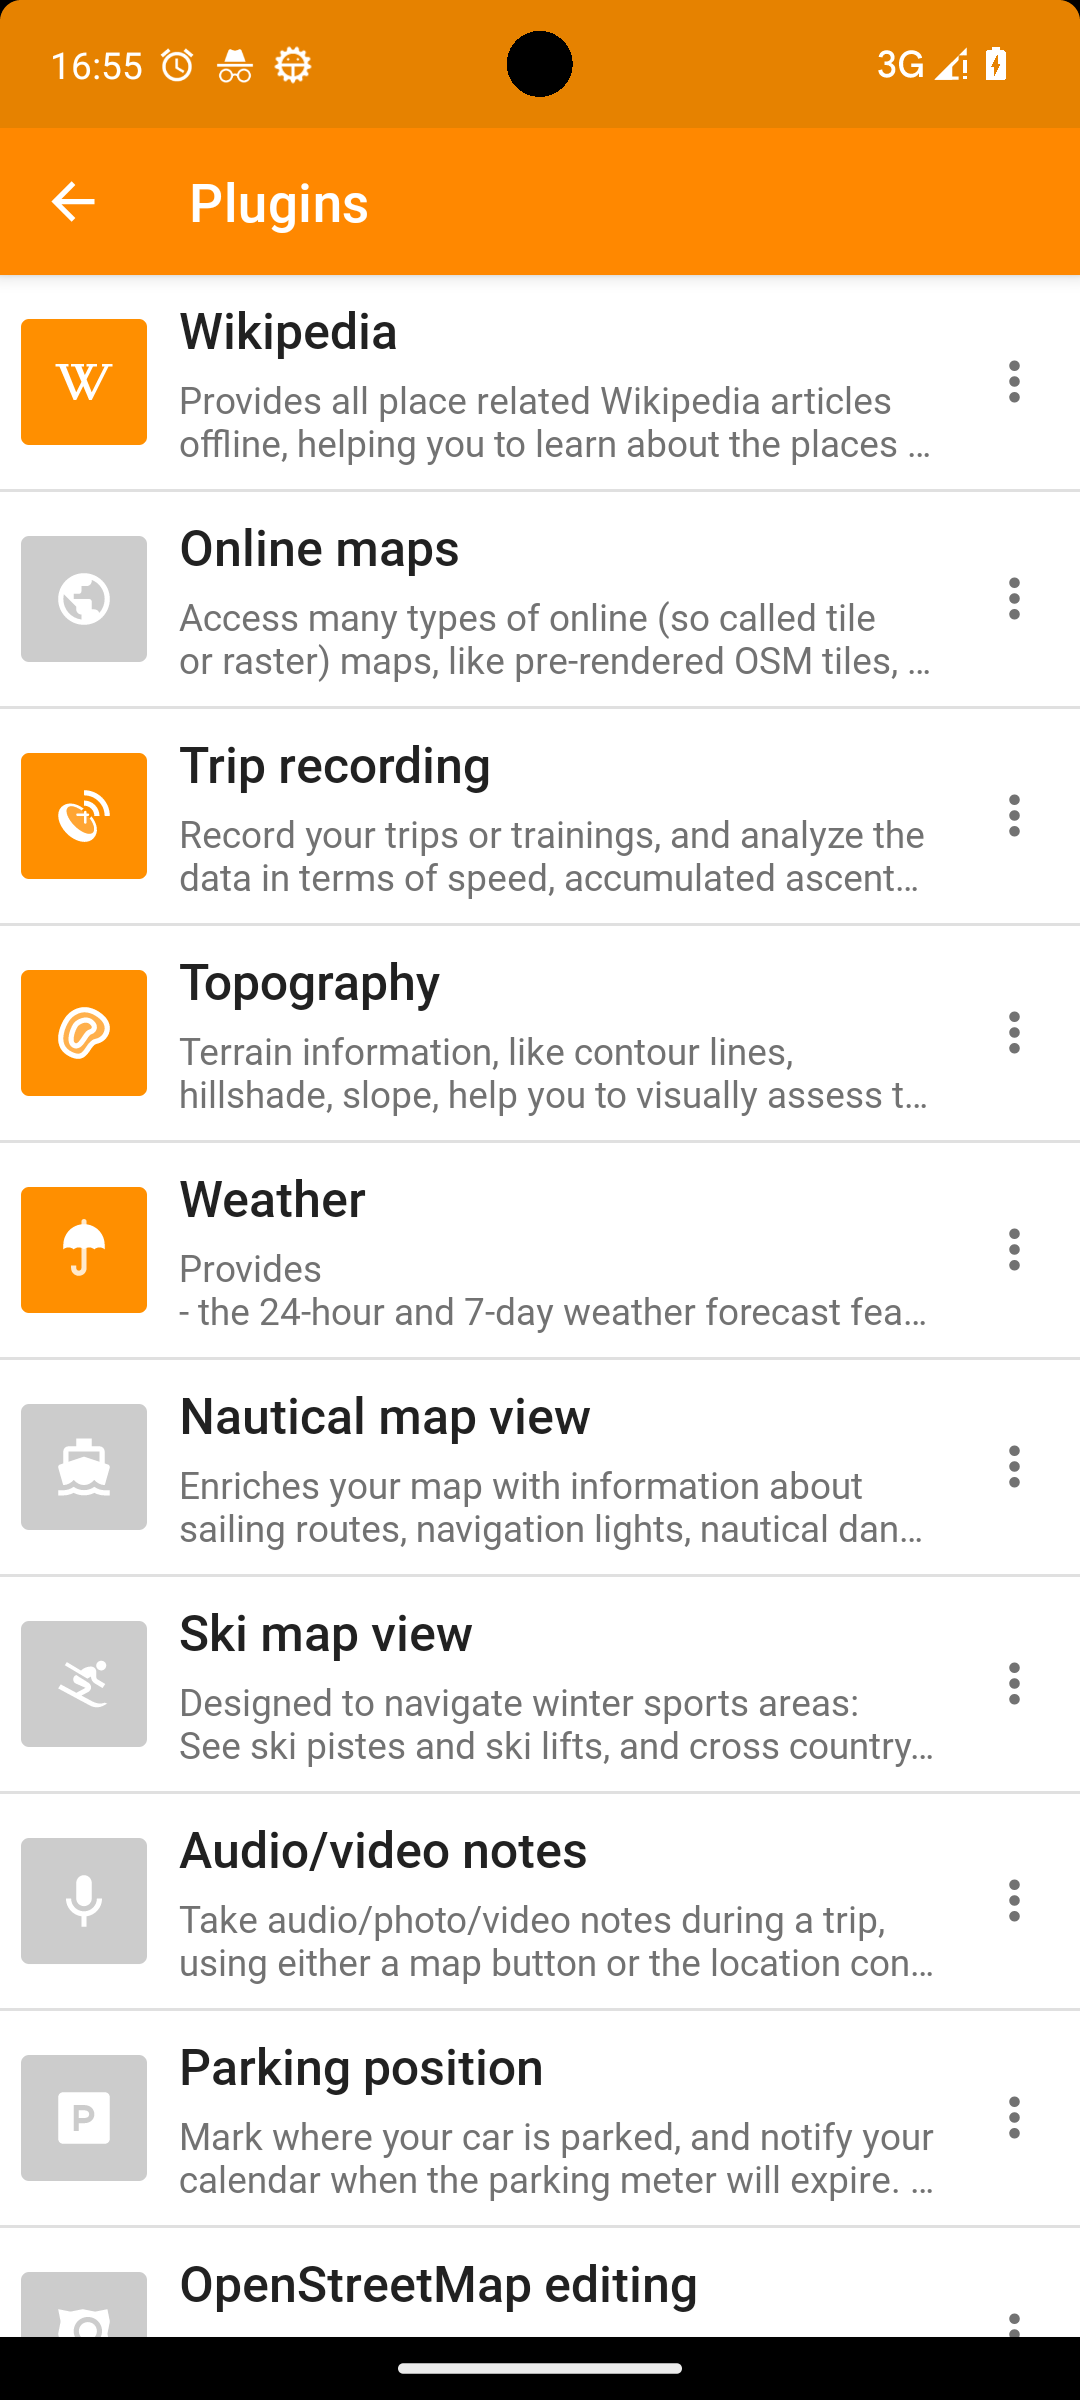 16:55
3G
Plugins
Wikipedia
Provides all place related Wikipedia articles
offline, helping you to learn about the places …
Online maps
Access many types of online (so called tile
or raster) maps, like pre-rendered OSM tiles, …
Trip recording
Record your trips or trainings, and analyze the
data in terms of speed, accumulated ascent…
Topography
Terrain information, like contour lines,
hillshade, slope, help you to visually assess t…
Weather
Provides
- the 24-hour and 7-day weather forecast fea…
Nautical map view
Enriches your map with information about
sailing routes, navigation lights, nautical dan…
Ski map view
Designed to navigate winter sports areas:
See ski pistes and ski lifts, and cross country…
Audio/video notes
Take audio/photo/video notes during a trip,
using either a map button or the location con…
P
Parking position
Mark where your car is parked, and notify your
calendar when the parking meter will expire. …
OpenStreetMap editing